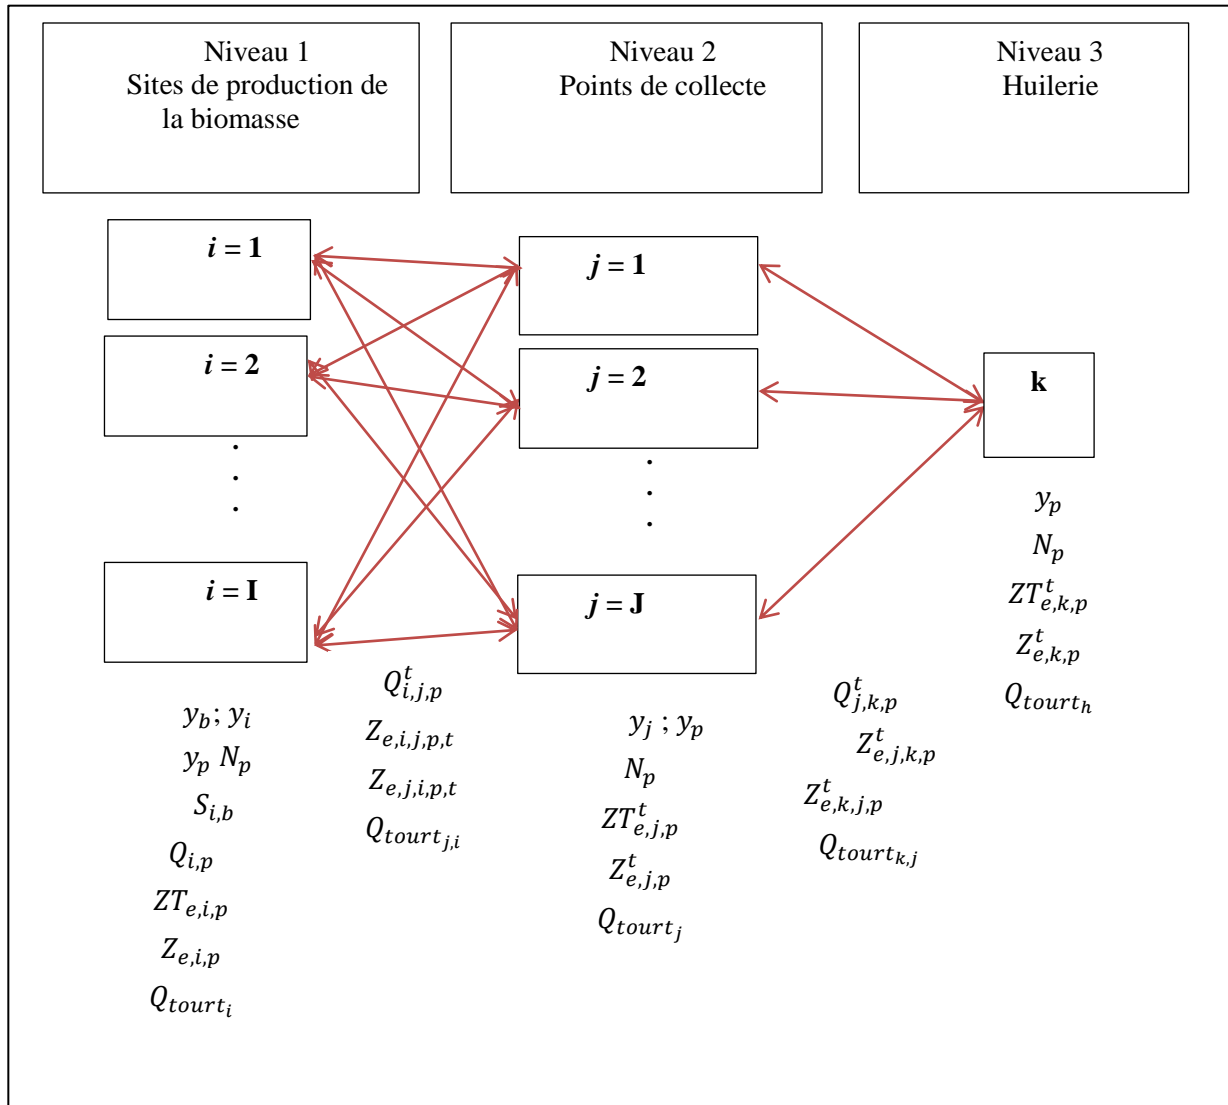 Niveau 1
Sites de production de
la biomasse
Niveau 2
Points de collecte
Niveau 3
Huilerie
i = 1
i = 2
.
.
.
i = I
j = 1
j = 2
.
.
.
j = J
k
y_b ; y_i
y_p N_p
S_{i,b}
Q_{i,p}
ZT_{e,i,p}
Z_{e,i,p}
Q_{tourt_i}
Q^t_{i,j,p}
Z_{e,i,j,p,t}
Z_{e,j,i,p,t}
Q_{tourt_{j,i}}
y_j ; y_p
N_p
ZT^t_{e,j,p}
Z^t_{e,j,p}
Q_{tourt_j}
Q^t_{j,k,p}
Z^t_{e,j,k,p}
Z^t_{e,k,j,p}
Q_{tourt_{k,j}}
y_p
N_p
ZT^t_{e,k,p}
Z^t_{e,k,p}
Q_{tourt_h}